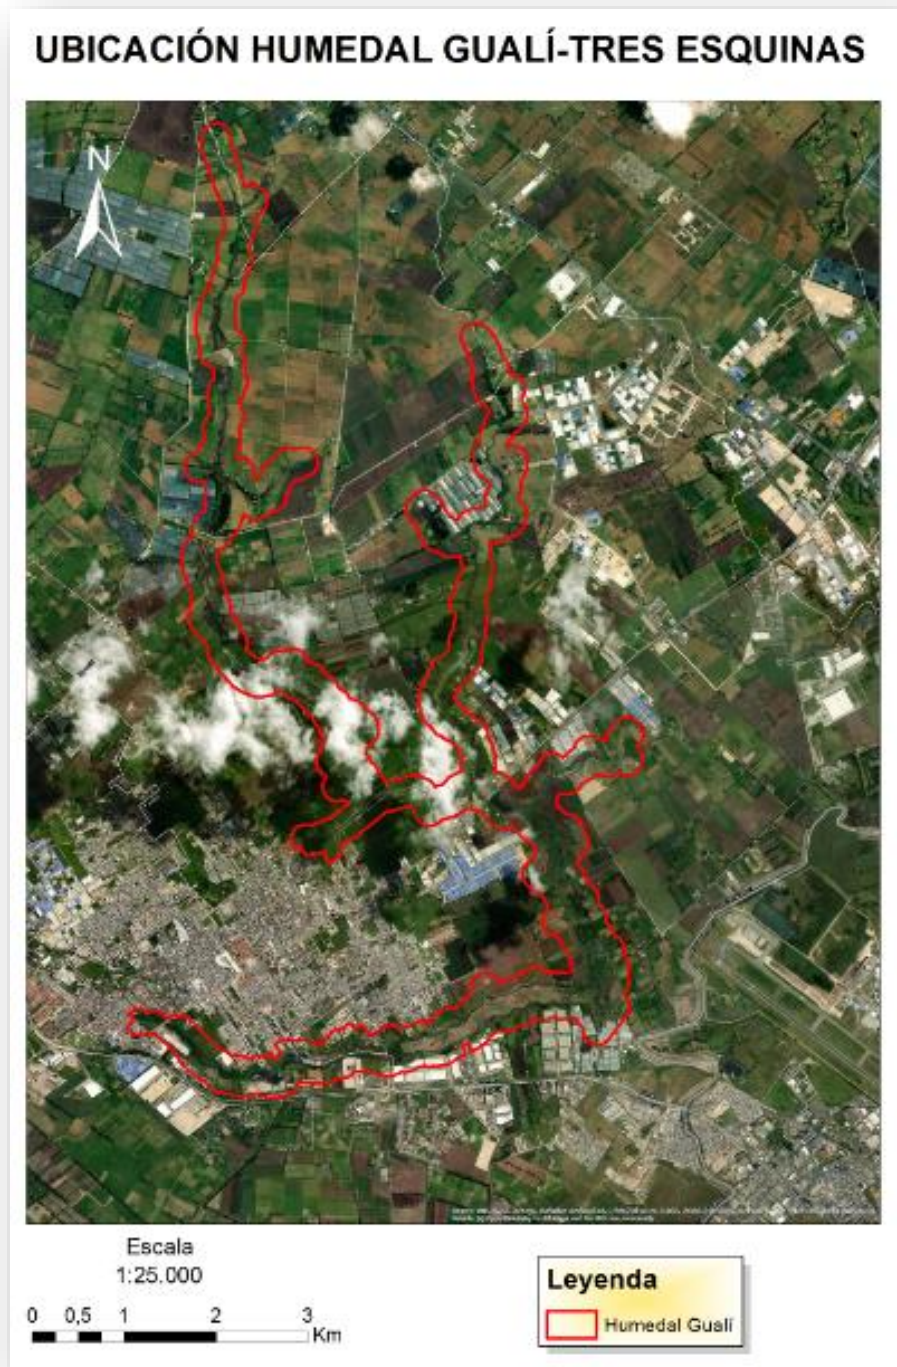 UBICACIÓN HUMEDAL GUALÍ-TRES ESQUINAS
N
Escala
1:25.000
0 0,5 1 2 3
Km
Leyenda
Humedal Gualí